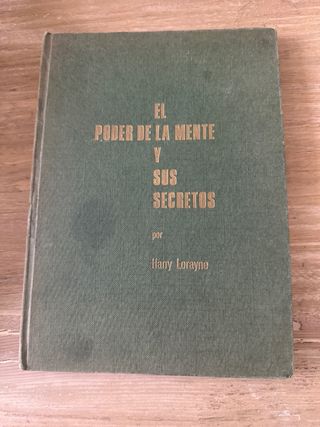 EL
PODER DE LA MENTE
Y
SUS
SECRETOS
por
Harry Lorayne